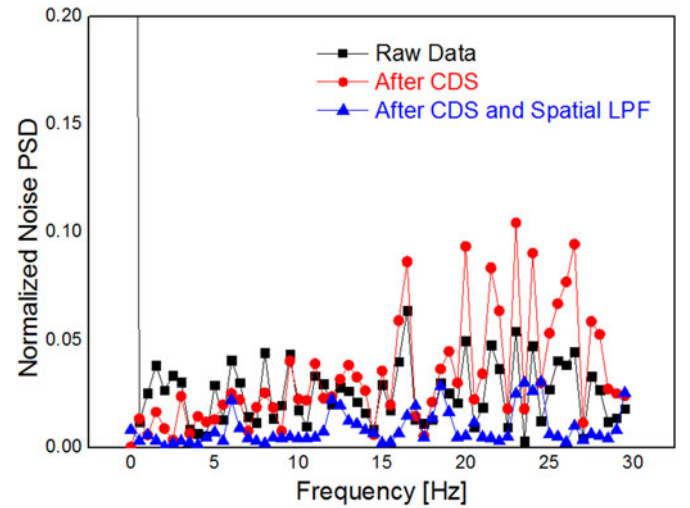 0.20
Raw Data
After CDS
After CDS and Spatial LPF
0.15
0.10
0.05
0.00
0 5 10 15 20 25 30
Normalized Noise PSD
Frequency [Hz]